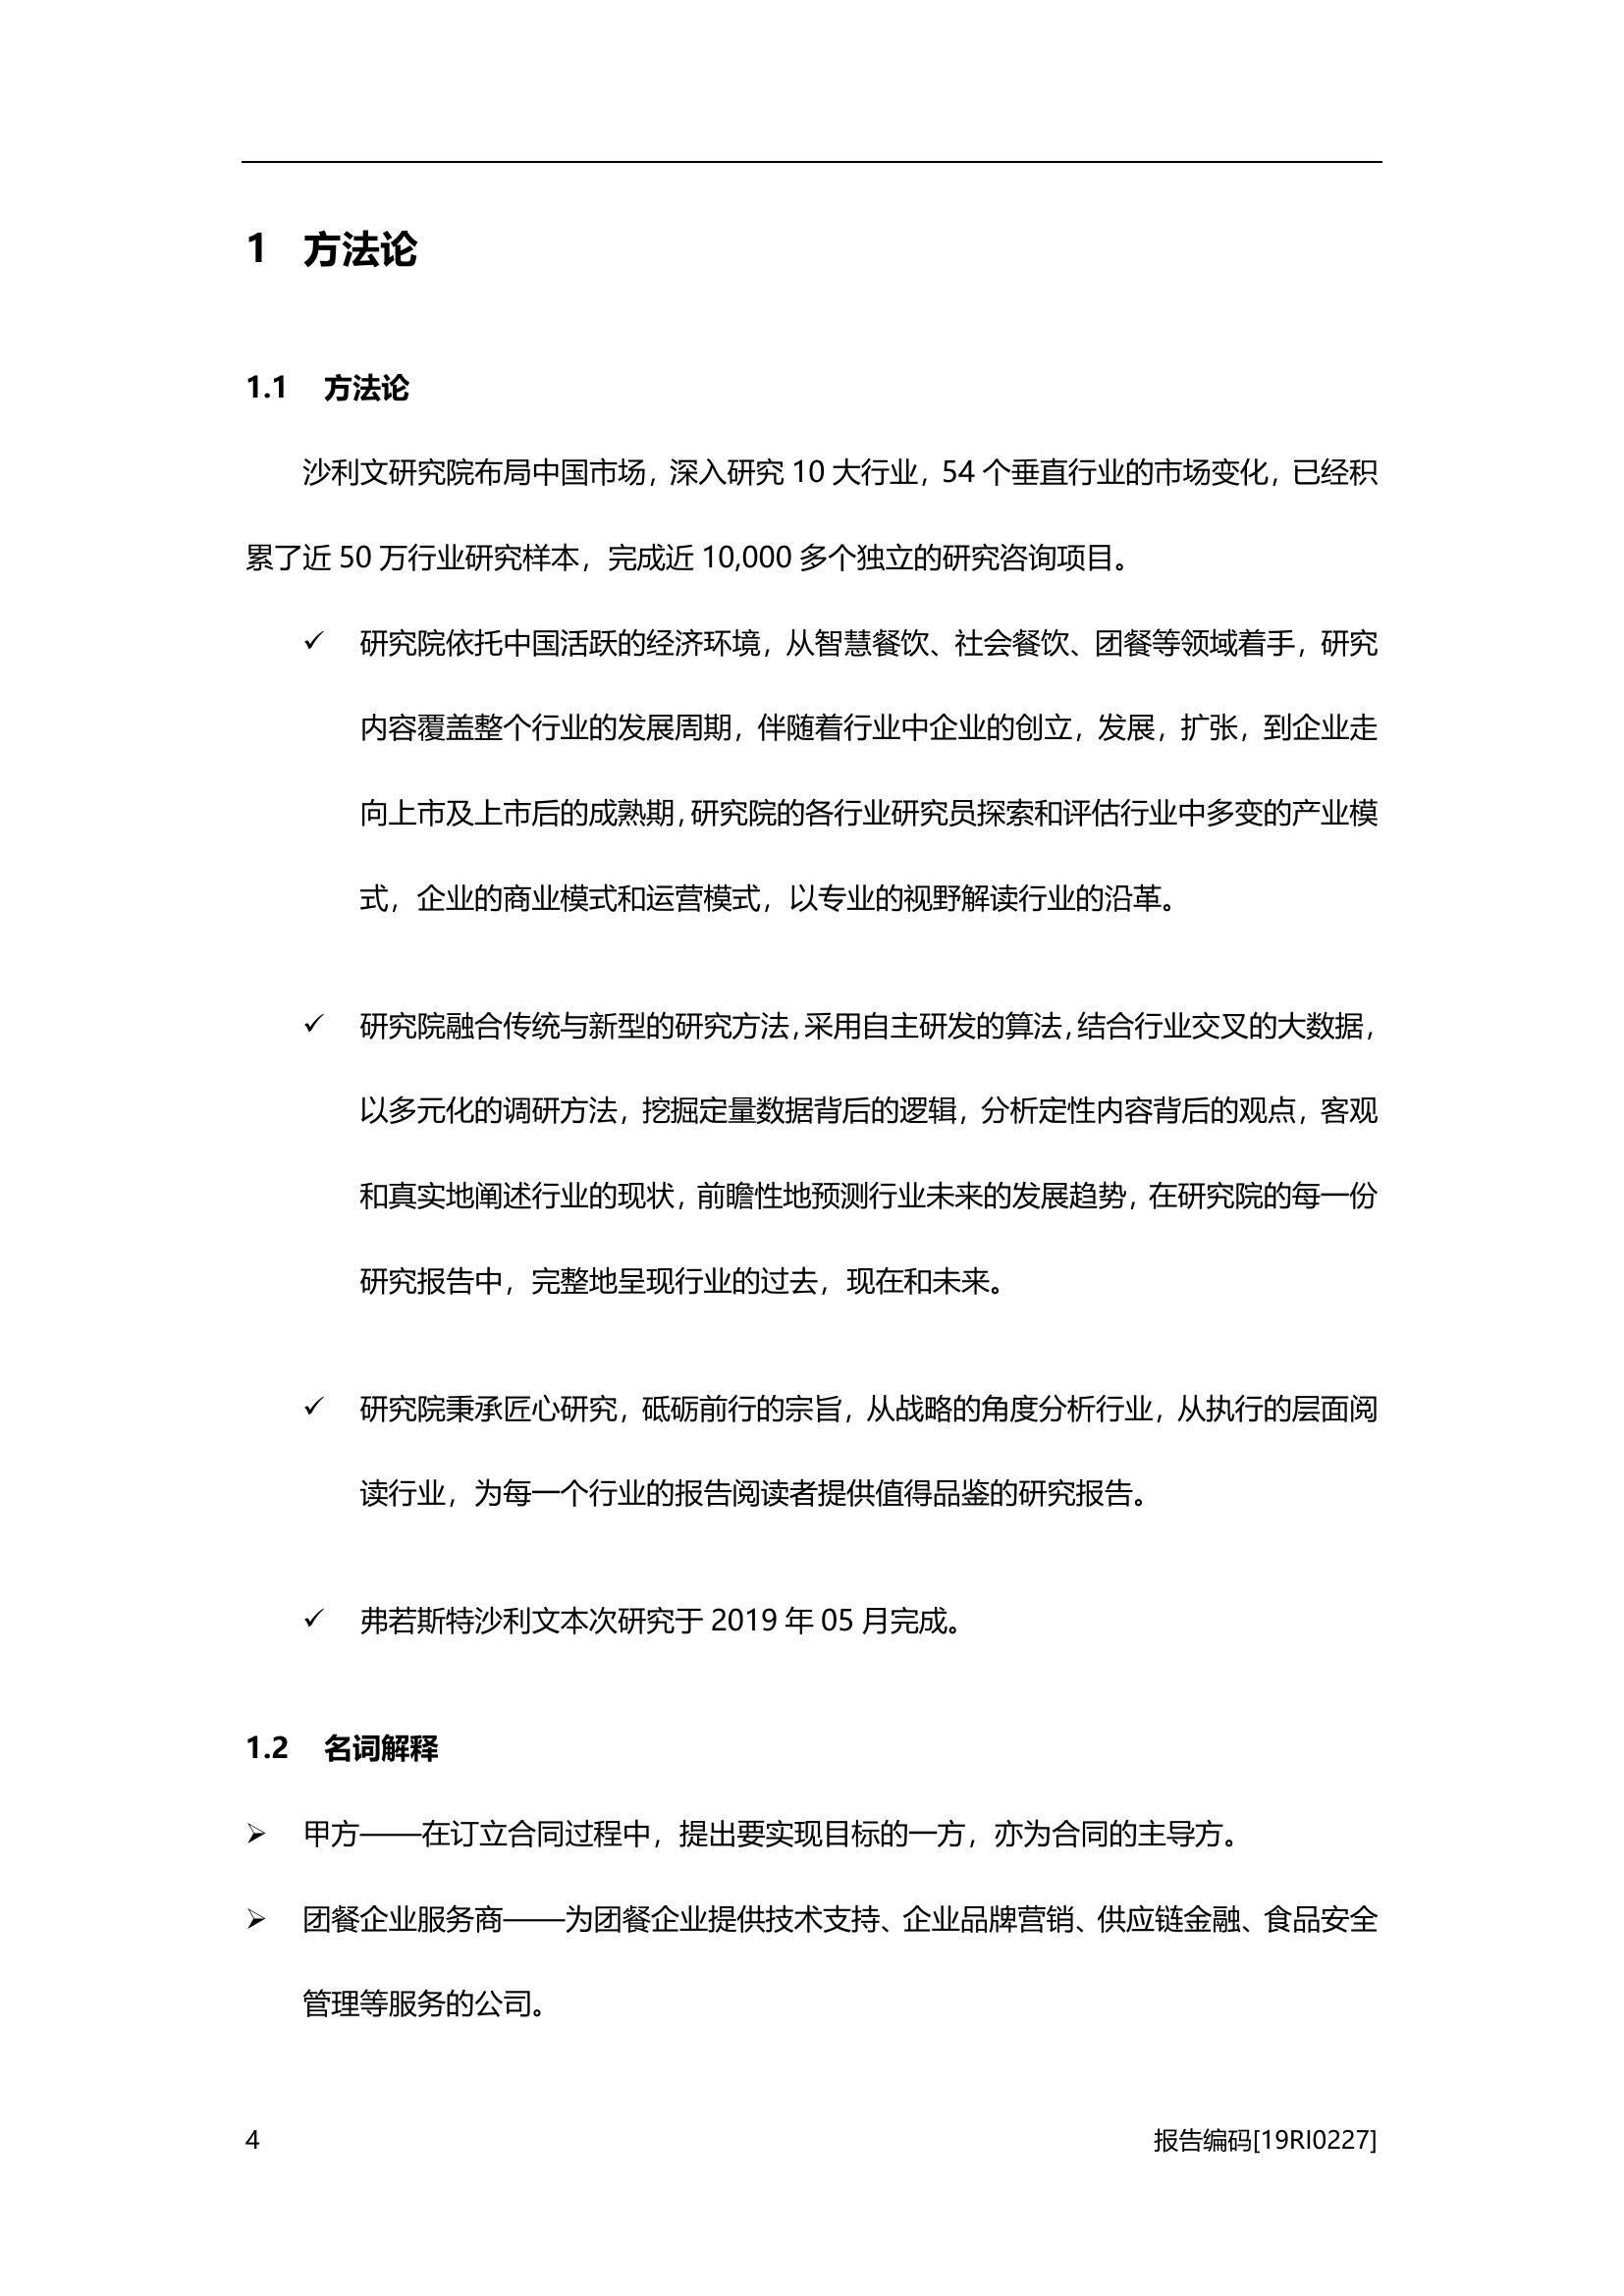 1 方法论
1.1 方法论
沙利文研究院布局中国市场，深入研究 10 大行业，54 个垂直行业的市场变化，已经积
累了近 50 万行业研究样本，完成近 10,000 多个独立的研究咨询项目。
✓ 研究院依托中国活跃的经济环境，从智慧餐饮、社会餐饮、团餐等领域着手，研究
内容覆盖整个行业的发展周期，伴随着行业中企业的创立，发展，扩张，到企业走
向上市及上市后的成熟期，研究院的各行业研究员探索和评估行业中多变的产业模
式，企业的商业模式和运营模式，以专业的视野解读行业的沿革。
✓ 研究院融合传统与新型的研究方法，采用自主研发的算法，结合行业交叉的大数据，
以多元化的调研方法，挖掘定量数据背后的逻辑，分析定性内容背后的观点，客观
和真实地阐述行业的现状，前瞻性地预测行业未来的发展趋势，在研究院的每一份
研究报告中，完整地呈现行业的过去，现在和未来。
✓ 研究院秉承匠心研究，砥砺前行的宗旨，从战略的角度分析行业，从执行的层面阅
读行业，为每一个行业的报告阅读者提供值得品鉴的研究报告。
✓ 弗若斯特沙利文本次研究于 2019 年 05 月完成。
1.2 名词解释
➢ 甲方——在订立合同过程中，提出要实现目标的一方，亦为合同的主导方。
➢ 团餐企业服务商——为团餐企业提供技术支持、企业品牌营销、供应链金融、食品安全
管理等服务的公司。
4 报告编码[19RI0227]